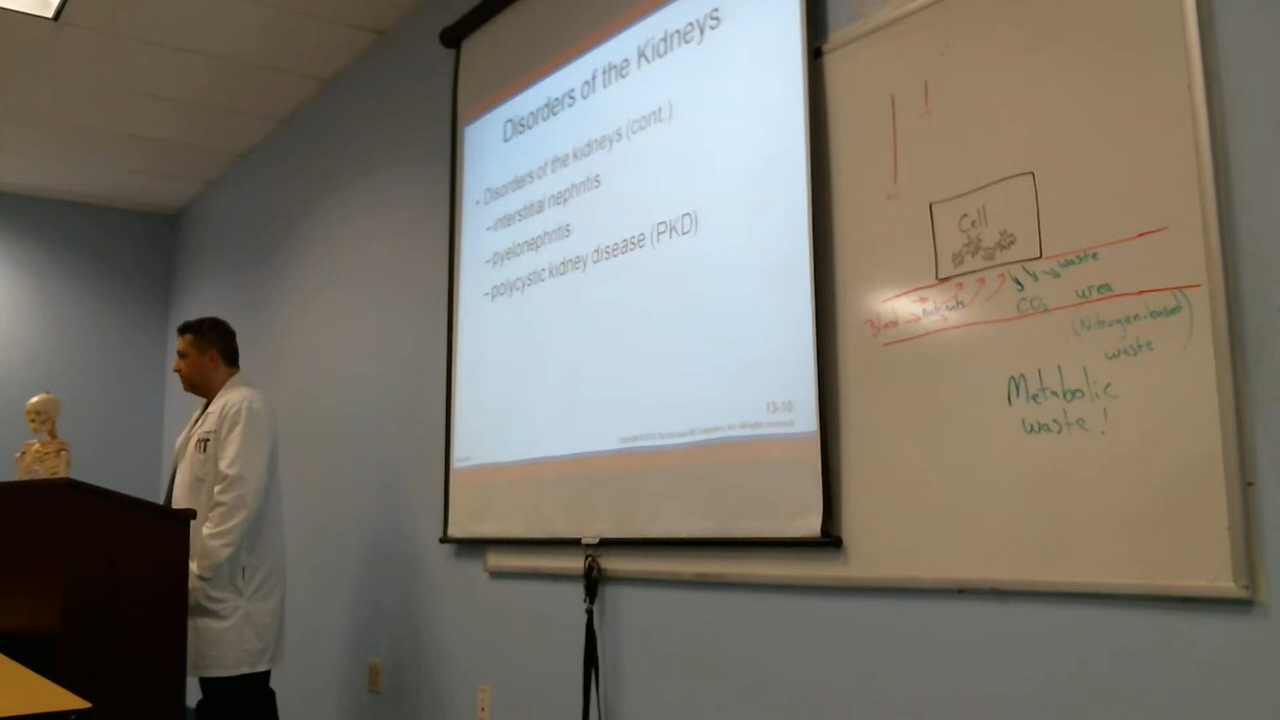 Disorders of the Kidneys
• Disorders of the kidneys (cont.)
–interstitial nephritis
–pyelonephritis
–polycystic kidney disease (PKD)
13-10
Cell
waste
Blood
CO₂ urea
(Nitrogen-based)
waste
Metabolic
waste!